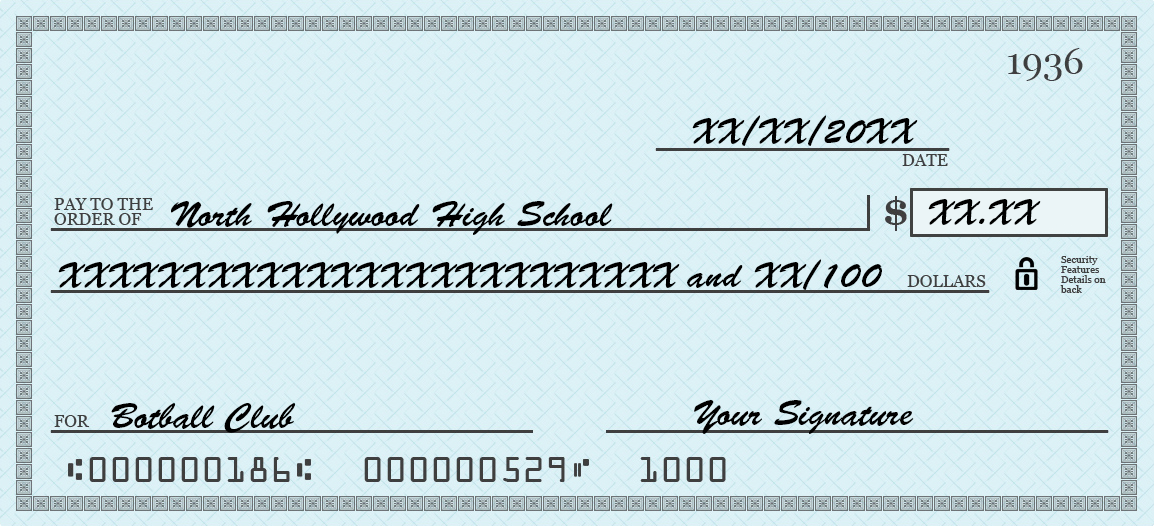 1936
XX/XX/20XX
DATE
PAY TO THE
ORDER OF North Hollywood High School $ XX.XX
XXXXXXXXXXXXXXXXXXXXXXXXX and XX/100 DOLLARS
Security
Features
Details on
back
FOR Botball Club Your Signature
⑆000000186⑆ 000000529⑈ 1000